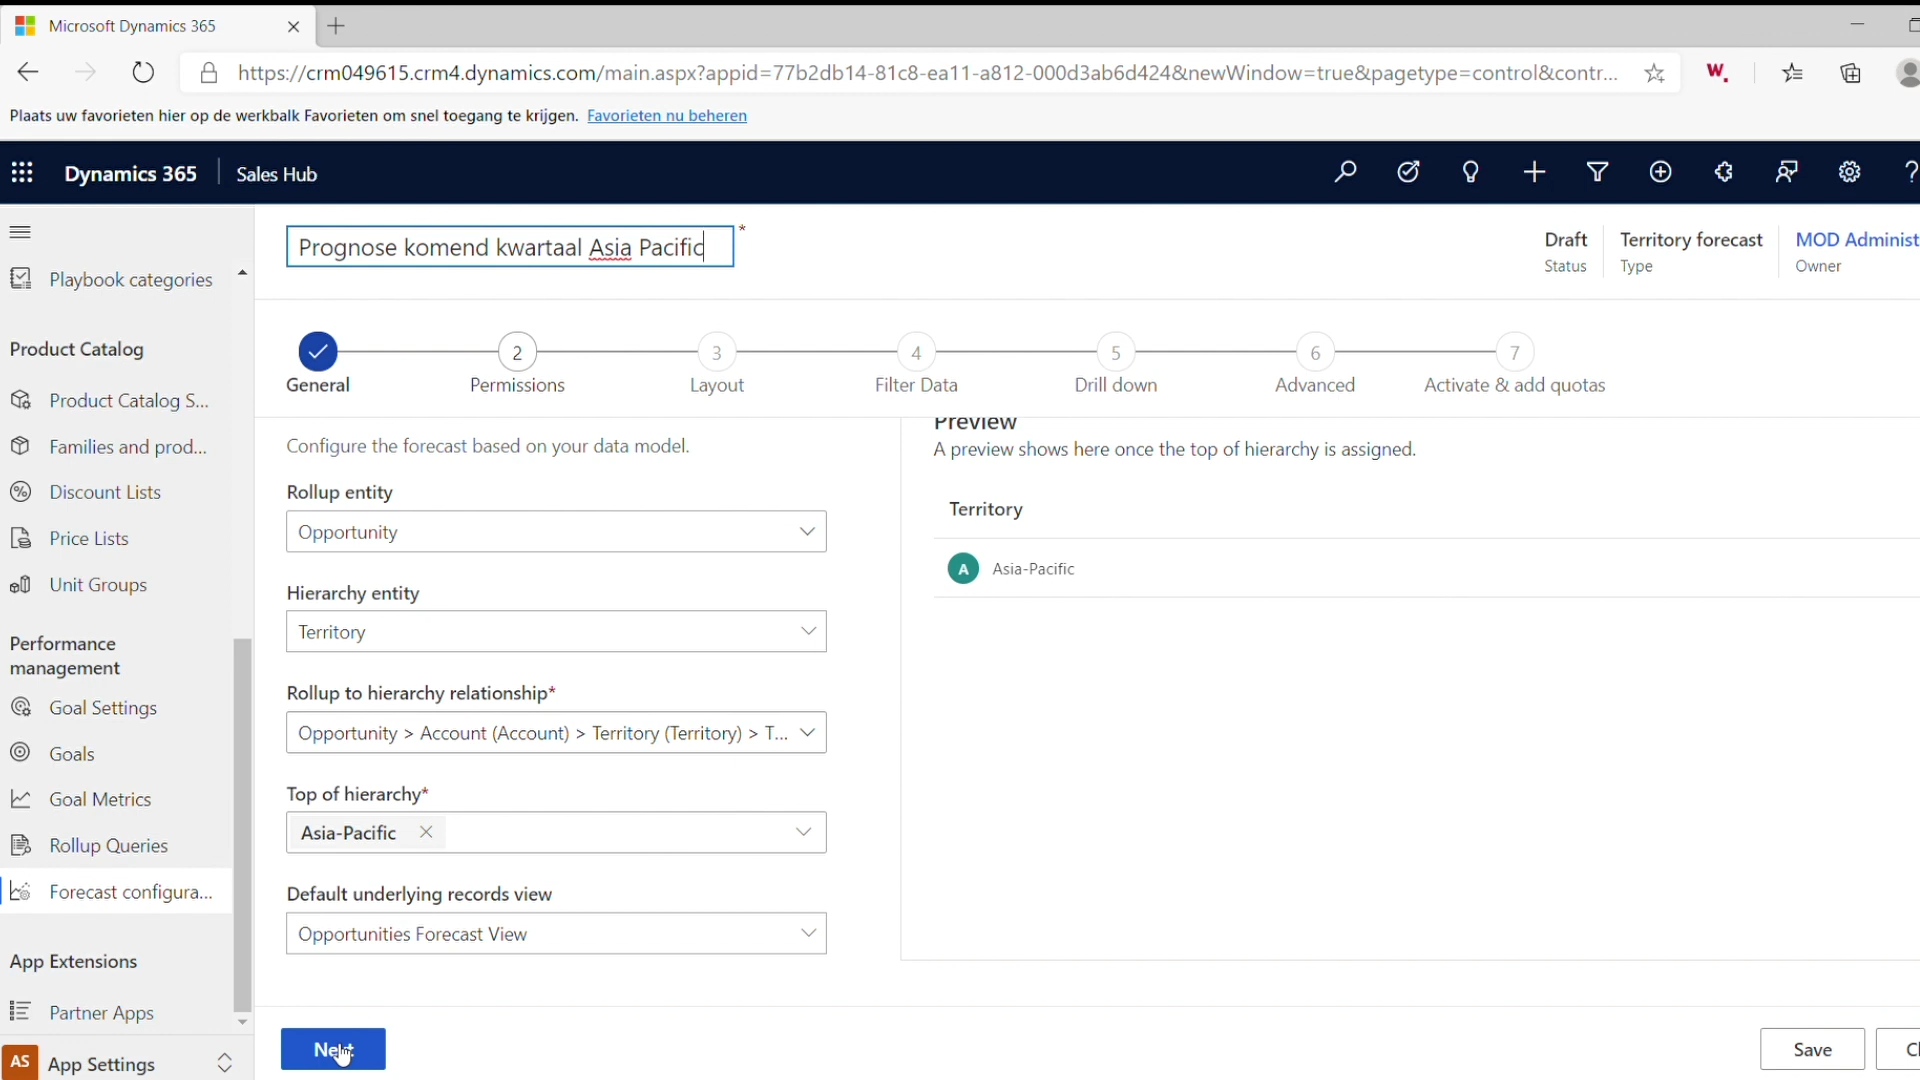 Microsoft Dynamics 365
https://crm049615.crm4.dynamics.com/main.aspx?appid=77b2db14-81c8-ea11-a812-000d3ab6d424&newWindow=true&pagetype=control&contr...
W.
Plaats uw favorieten hier op de werkbalk Favorieten om snel toegang te krijgen. Favorieten nu beheren
Dynamics 365 Sales Hub
?
Prognose komend kwartaal Asia Pacific *
Draft
Status
Territory forecast
Type
MOD Administ
Owner
Playbook categories
Product Catalog
Product Catalog S...
Families and prod...
Discount Lists
Price Lists
Unit Groups
Performance
management
Goal Settings
Goals
Goal Metrics
Rollup Queries
Forecast configura...
App Extensions
Partner Apps
AS App Settings
General
2
Permissions
3
Layout
4
Filter Data
5
Drill down
6
Advanced
7
Activate & add quotas
Configure the forecast based on your data model.
Rollup entity
Opportunity
Hierarchy entity
Territory
Rollup to hierarchy relationship*
Opportunity > Account (Account) > Territory (Territory) > T...
Top of hierarchy*
Asia-Pacific
Default underlying records view
Opportunities Forecast View
Preview
A preview shows here once the top of hierarchy is assigned.
Territory
A Asia-Pacific
Next
Save